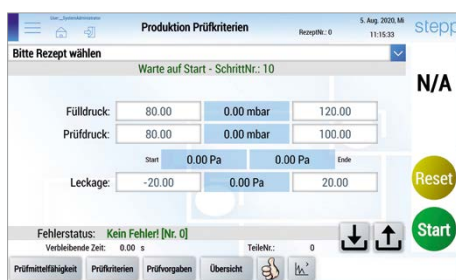 User:_SystemAdministrator
Produktion Prüfkriterien
RezeptNr.: 0
5. Aug. 2020, Mi
11:15:33
stepp
Bitte Rezept wählen
Warte auf Start - SchrittNr.: 10
N/A
Fülldruck: 80.00 0.00 mbar 120.00
Prüfdruck: 80.00 0.00 mbar 100.00
Start 0.00 Pa 0.00 Pa Ende
Leckage: -20.00 0.00 Pa 20.00
Reset
Start
Fehlerstatus: Kein Fehler! [Nr. 0]
Verbleibende Zeit: 0.00 s TeileNr.: 0
Prüfmittelfähigkeit Prüfkriterien Prüfvorgaben Übersicht